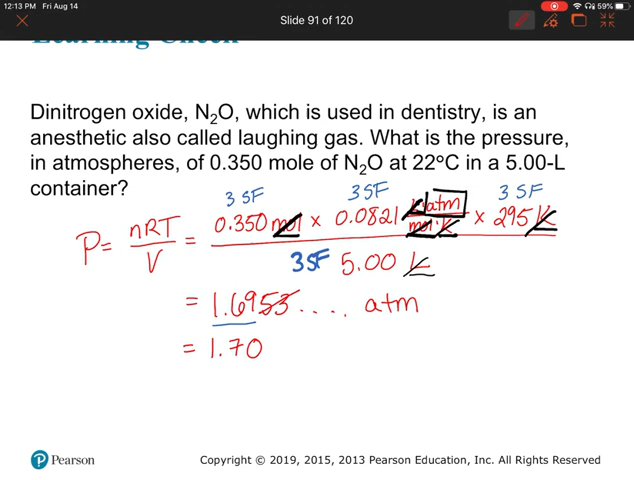 12:13 PM Fri Aug 14
59%
Slide 91 of 120
Learning Check
Dinitrogen oxide, N₂O, which is used in dentistry, is an
anesthetic also called laughing gas. What is the pressure,
in atmospheres, of 0.350 mole of N₂O at 22°C in a 5.00-L
container?
3 SF 3 SF 3 SF
P = nRT/V = 0.350 mol × 0.0821 L·atm/mol·K × 295 K
3 SF 5.00 L
= 1.6953.... atm
= 1.70
Pearson
Copyright © 2019, 2015, 2013 Pearson Education, Inc. All Rights Reserved